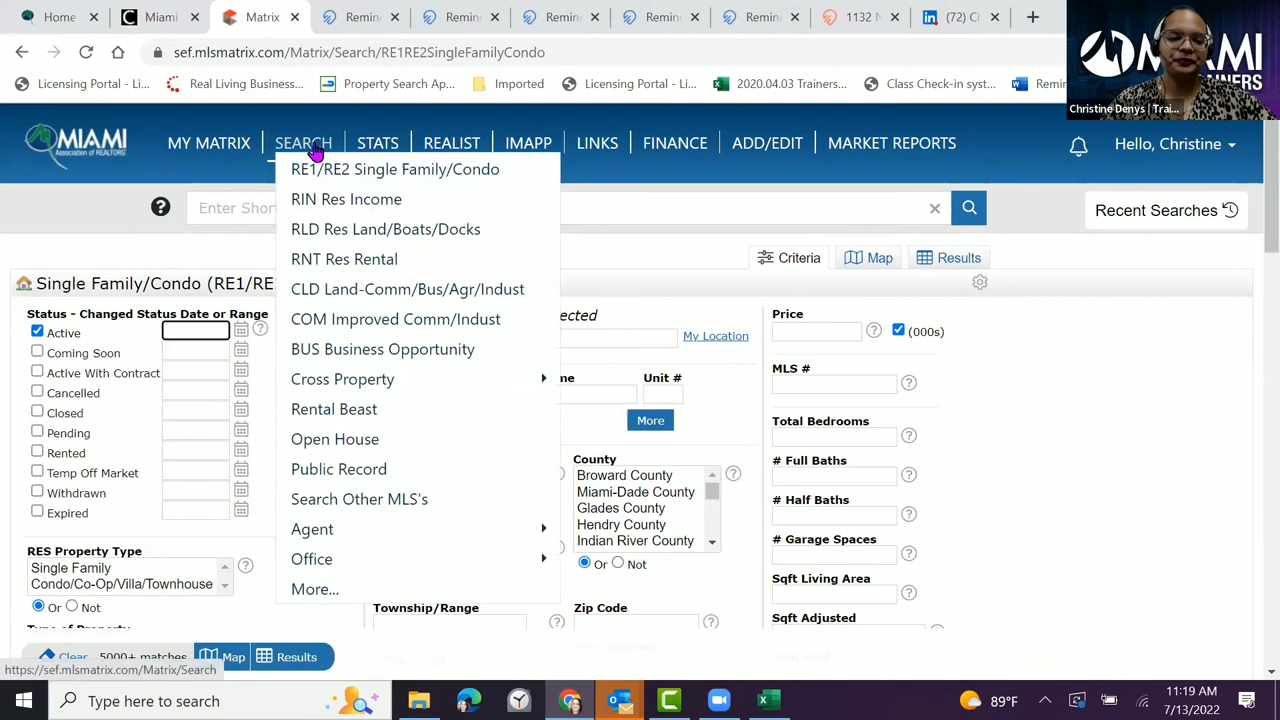 Home
Miami
Matrix
Remin
Remin
Remin
Remin
Remin
1132 N
(72) C
sef.mlsmatrix.com/Matrix/Search/RE1RE2SingleFamilyCondo
Licensing Portal - Li...
Real Living Business...
Property Search Ap...
Imported
Licensing Portal - Li...
2020.04.03 Trainers...
Class Check-in syst...
Remin
MIAMI
Christine Denys | Trai...
MIAMI
Association of REALTORS
MY MATRIX
SEARCH
STATS
REALIST
IMAPP
LINKS
FINANCE
ADD/EDIT
MARKET REPORTS
Hello, Christine
RE1/RE2 Single Family/Condo
RIN Res Income
RLD Res Land/Boats/Docks
RNT Res Rental
CLD Land-Comm/Bus/Agr/Indust
COM Improved Comm/Indust
BUS Business Opportunity
Cross Property
Rental Beast
Open House
Public Record
Search Other MLS's
Agent
Office
More...
Enter Short
Recent Searches
Criteria
Map
Results
Single Family/Condo (RE1/RE
Status - Changed Status Date or Range
Active
Coming Soon
Active With Contract
Cancelled
Closed
Pending
Rented
Temp Off Market
Withdrawn
Expired
RES Property Type
Single Family
Condo/Co-Op/Villa/Townhouse
Or Not
My Location
Unit #
More
County
Broward County
Miami-Dade County
Glades County
Hendry County
Indian River County
Or Not
Township/Range
Zip Code
Price
(000s)
MLS #
Total Bedrooms
# Full Baths
# Half Baths
# Garage Spaces
Sqft Living Area
Sqft Adjusted
Clear
5000+ matches
Map
Results
https://sef.mlsmatrix.com/Matrix/Search
Type here to search
89°F
11:19 AM
7/13/2022